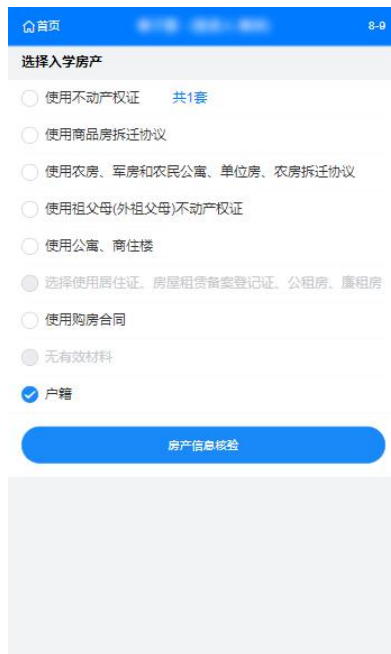 首页
8-9
选择入学房产
使用不动产权证 共1套
使用商品房拆迁协议
使用农房、军房和农民公寓、单位房、农房拆迁协议
使用祖父母(外祖父母)不动产权证
使用公寓、商住楼
选择使用居住证、房屋租赁备案登记证、公租房、廉租房
使用购房合同
无有效材料
户籍
房产信息核验